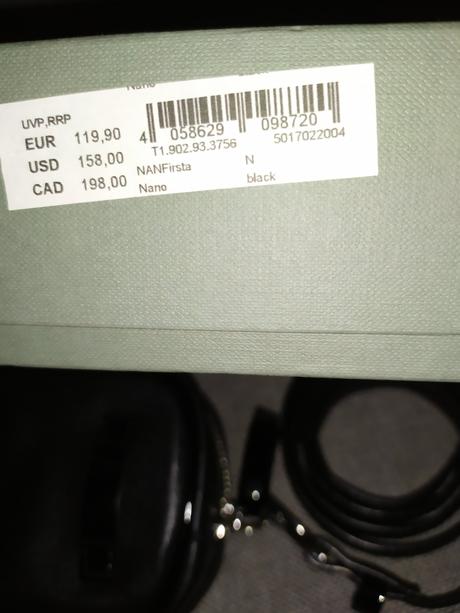 UVP,RRP
EUR 119,90
USD 158,00
CAD 198,00
Nano
4 058629 098720
T1.902.93.3756 5017022004
NANFirsta N
Nano black